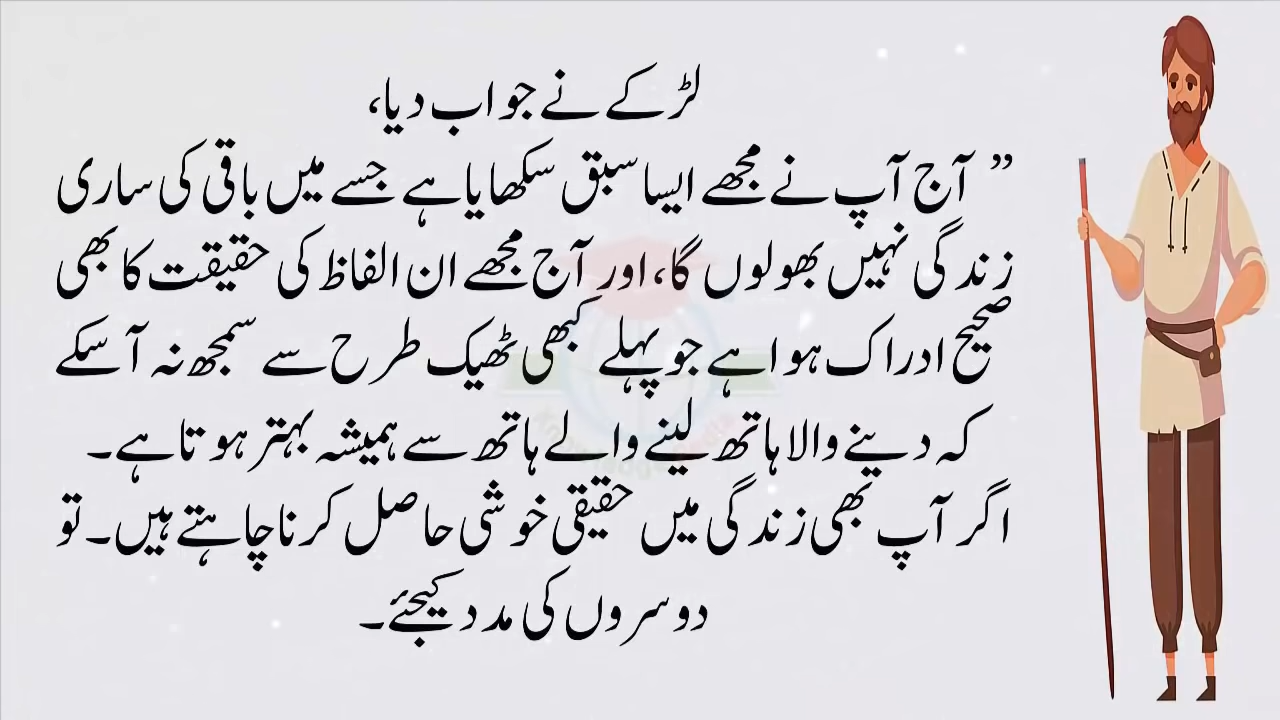 لڑکے نے جواب دیا،
” آج آپ نے مجھے ایسا سبق سکھایا ہے جسے میں باقی کی ساری
زندگی نہیں بھولوں گا، اور آج مجھے ان الفاظ کی حقیقت کا بھی
صحیح ادراک ہوا ہے جو پہلے کبھی ٹھیک طرح سے سمجھ نہ آسکے
کہ دینے والا ہاتھ لینے والے ہاتھ سے ہمیشہ بہتر ہوتا ہے۔
اگر آپ بھی زندگی میں حقیقی خوشی حاصل کرنا چاہتے ہیں۔ تو
دوسروں کی مدد کیجئے۔